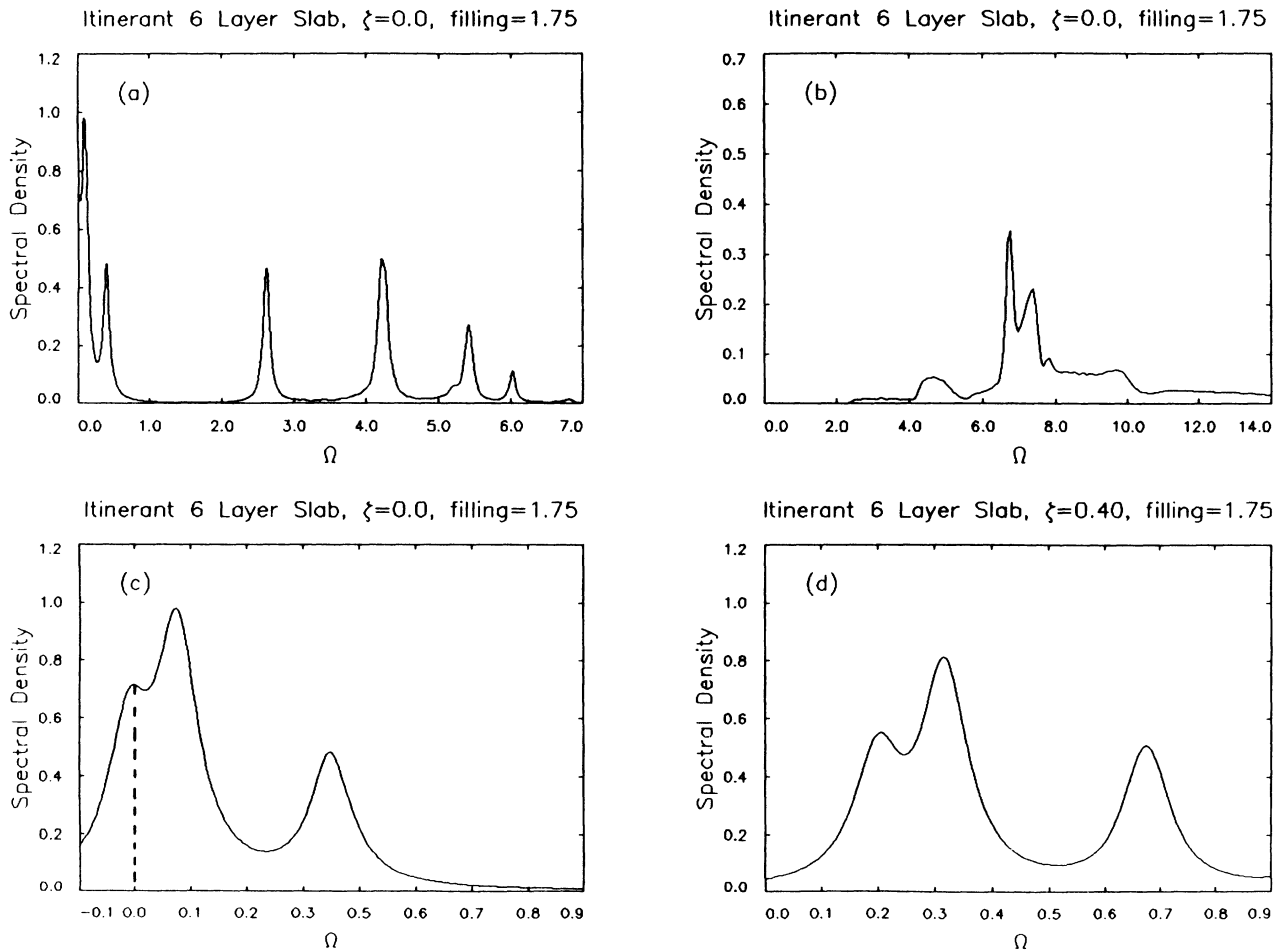 Itinerant 6 Layer Slab, ζ=0.0, filling=1.75
(a)
Spectral Density
1.2
1.0
0.8
0.6
0.4
0.2
0.0
0.0 1.0 2.0 3.0 4.0 5.0 6.0 7.0
Ω
Itinerant 6 Layer Slab, ζ=0.0, filling=1.75
(b)
Spectral Density
0.7
0.6
0.5
0.4
0.3
0.2
0.1
0.0
0.0 2.0 4.0 6.0 8.0 10.0 12.0 14.0
Ω
Itinerant 6 Layer Slab, ζ=0.0, filling=1.75
(c)
Spectral Density
1.2
1.0
0.8
0.6
0.4
0.2
0.0
−0.1 0.0 0.1 0.2 0.3 0.4 0.5 0.6 0.7 0.8 0.9
Ω
Itinerant 6 Layer Slab, ζ=0.40, filling=1.75
(d)
Spectral Density
1.2
1.0
0.8
0.6
0.4
0.2
0.0
0.0 0.1 0.2 0.3 0.4 0.5 0.6 0.7 0.8 0.9
Ω